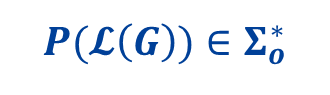 𝑷(𝓛(𝑮)) ∈ 𝚺ₒ*